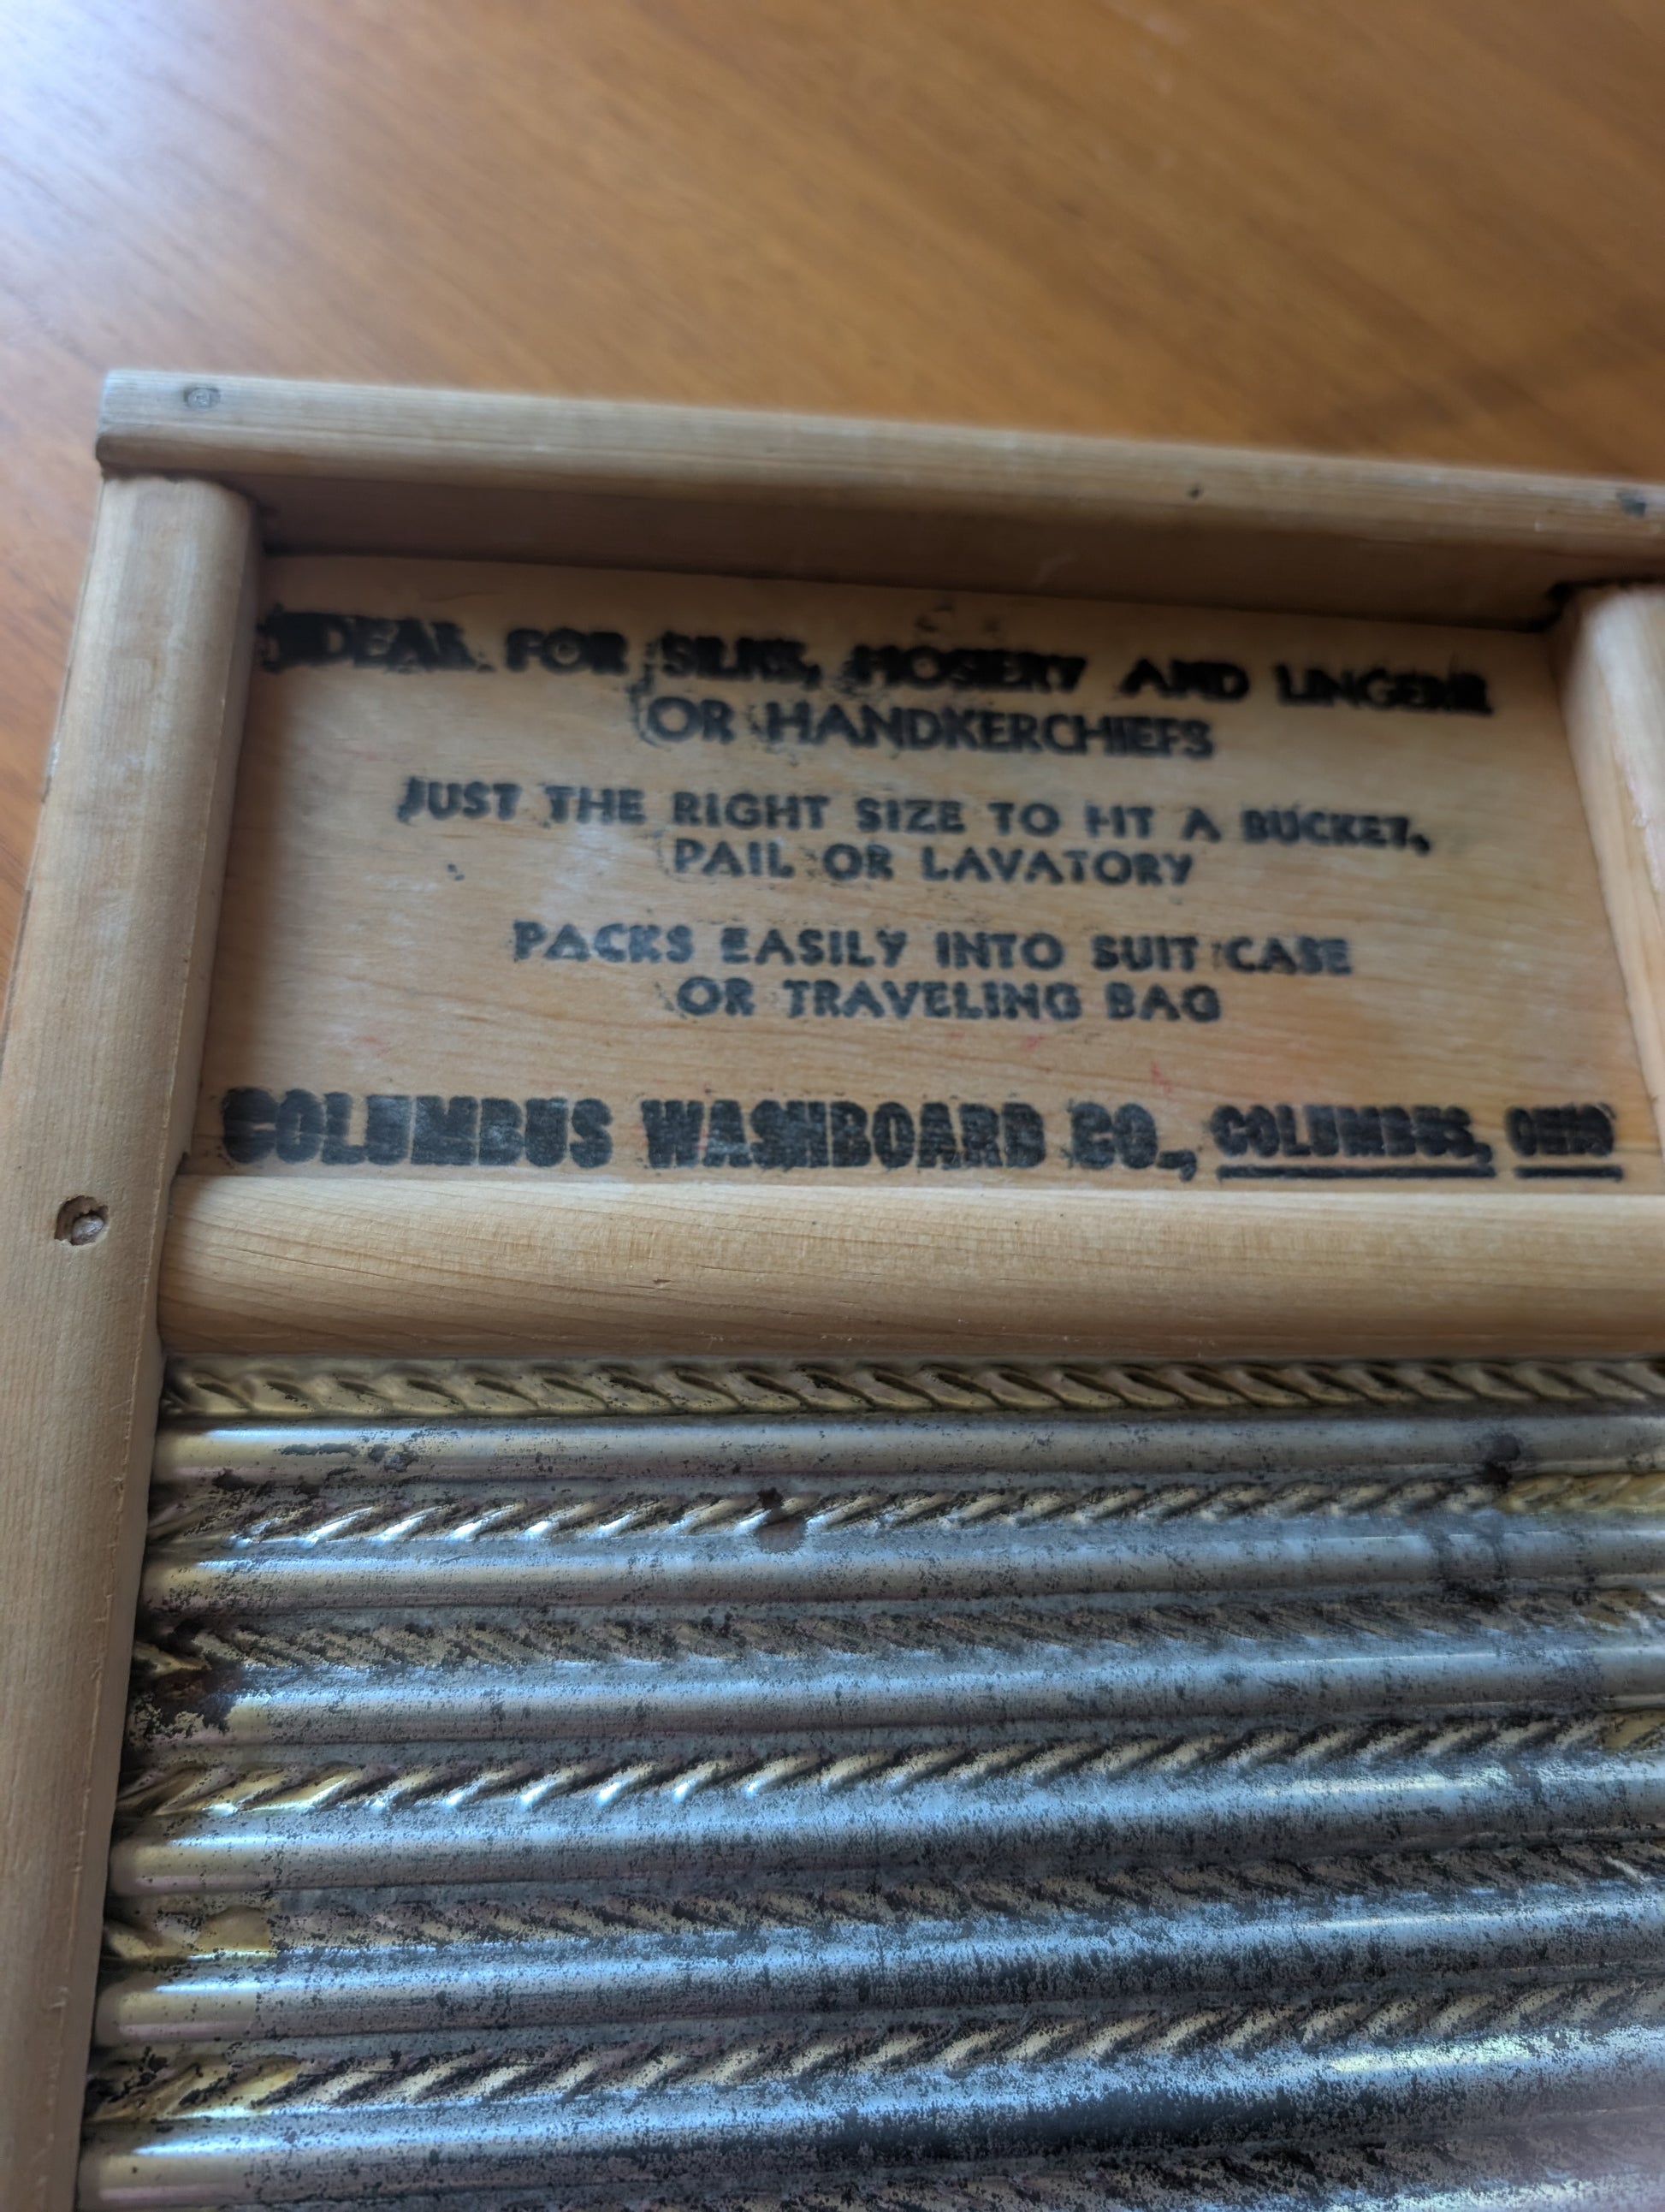 IDEAL FOR SILKS, HOSIERY AND LINGERIE
OR HANDKERCHIEFS
JUST THE RIGHT SIZE TO FIT A BUCKET,
PAIL OR LAVATORY
PACKS EASILY INTO SUIT CASE
OR TRAVELING BAG
COLUMBUS WASHBOARD CO., COLUMBUS, OHIO